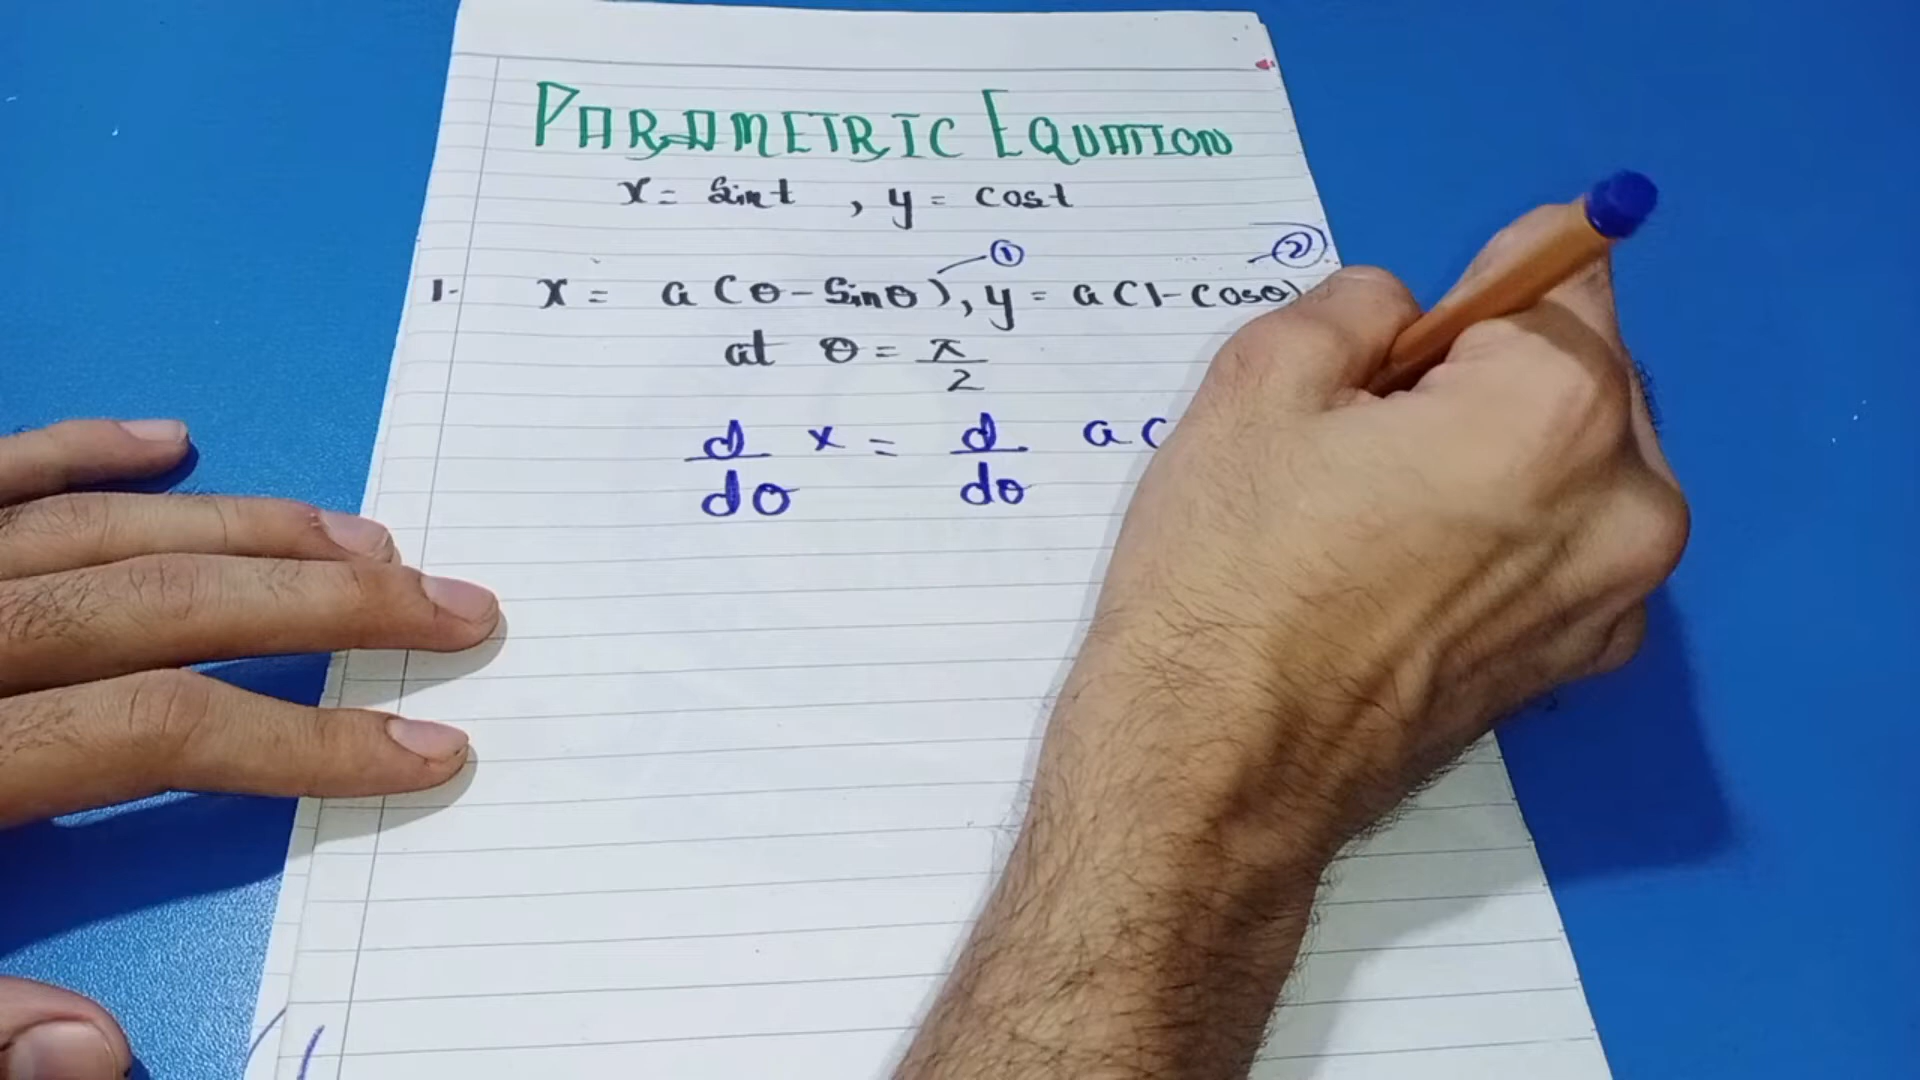 PARAMETRIC EQUATION
x = sint , y = cost
① ②
1- x = a(θ-sinθ), y = a(1-cosθ)
at θ = π/2
d/dθ x = d/dθ a(